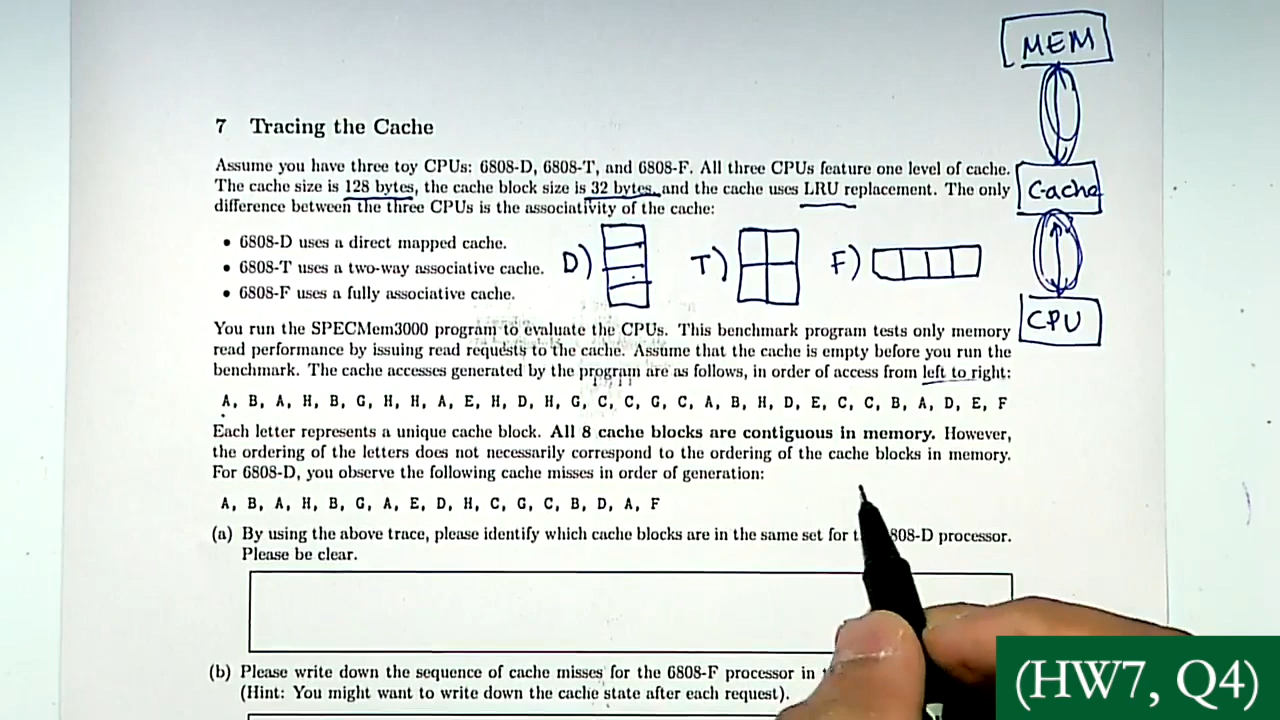 MEM
7 Tracing the Cache
Assume you have three toy CPUs: 6808-D, 6808-T, and 6808-F. All three CPUs feature one level of cache.
The cache size is 128 bytes, the cache block size is 32 bytes, and the cache uses LRU replacement. The only
Cache
difference between the three CPUs is the associativity of the cache:
• 6808-D uses a direct mapped cache.
• 6808-T uses a two-way associative cache.
• 6808-F uses a fully associative cache.
D)
T)
F)
CPU
You run the SPECMem3000 program to evaluate the CPUs. This benchmark program tests only memory
read performance by issuing read requests to the cache. Assume that the cache is empty before you run the
benchmark. The cache accesses generated by the program are as follows, in order of access from left to right:
A, B, A, H, B, G, H, H, A, E, H, D, H, G, C, C, G, C, A, B, H, D, E, C, C, B, A, D, E, F
Each letter represents a unique cache block. All 8 cache blocks are contiguous in memory. However,
the ordering of the letters does not necessarily correspond to the ordering of the cache blocks in memory.
For 6808-D, you observe the following cache misses in order of generation:
A, B, A, H, B, G, A, E, D, H, C, G, C, B, D, A, F
(a) By using the above trace, please identify which cache blocks are in the same set for 808-D processor.
Please be clear.
(b) Please write down the sequence of cache misses for the 6808-F processor in
(Hint: You might want to write down the cache state after each request).
(HW7, Q4)